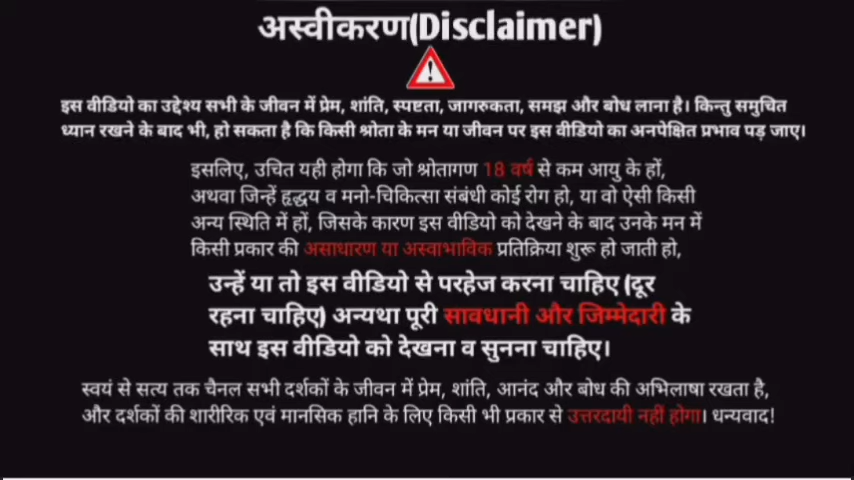 अस्वीकरण(Disclaimer)
इस वीडियो का उद्देश्य सभी के जीवन में प्रेम, शांति, स्पष्टता, जागरुकता, समझ और बोध लाना है। किन्तु समुचित
ध्यान रखने के बाद भी, हो सकता है कि किसी श्रोता के मन या जीवन पर इस वीडियो का अनपेक्षित प्रभाव पड़ जाए।
इसलिए, उचित यही होगा कि जो श्रोतागण 18 वर्ष से कम आयु के हों,
अथवा जिन्हें हृद्धय व मनो-चिकित्सा संबंधी कोई रोग हो, या वो ऐसी किसी
अन्य स्थिति में हों, जिसके कारण इस वीडियो को देखने के बाद उनके मन में
किसी प्रकार की असाधारण या अस्वाभाविक प्रतिक्रिया शुरू हो जाती हो,
उन्हें या तो इस वीडियो से परहेज करना चाहिए (दूर
रहना चाहिए) अन्यथा पूरी सावधानी और जिम्मेदारी के
साथ इस वीडियो को देखना व सुनना चाहिए।
स्वयं से सत्य तक चैनल सभी दर्शकों के जीवन में प्रेम, शांति, आनंद और बोध की अभिलाषा रखता है,
और दर्शकों की शारीरिक एवं मानसिक हानि के लिए किसी भी प्रकार से उत्तरदायी नहीं होगा। धन्यवाद!